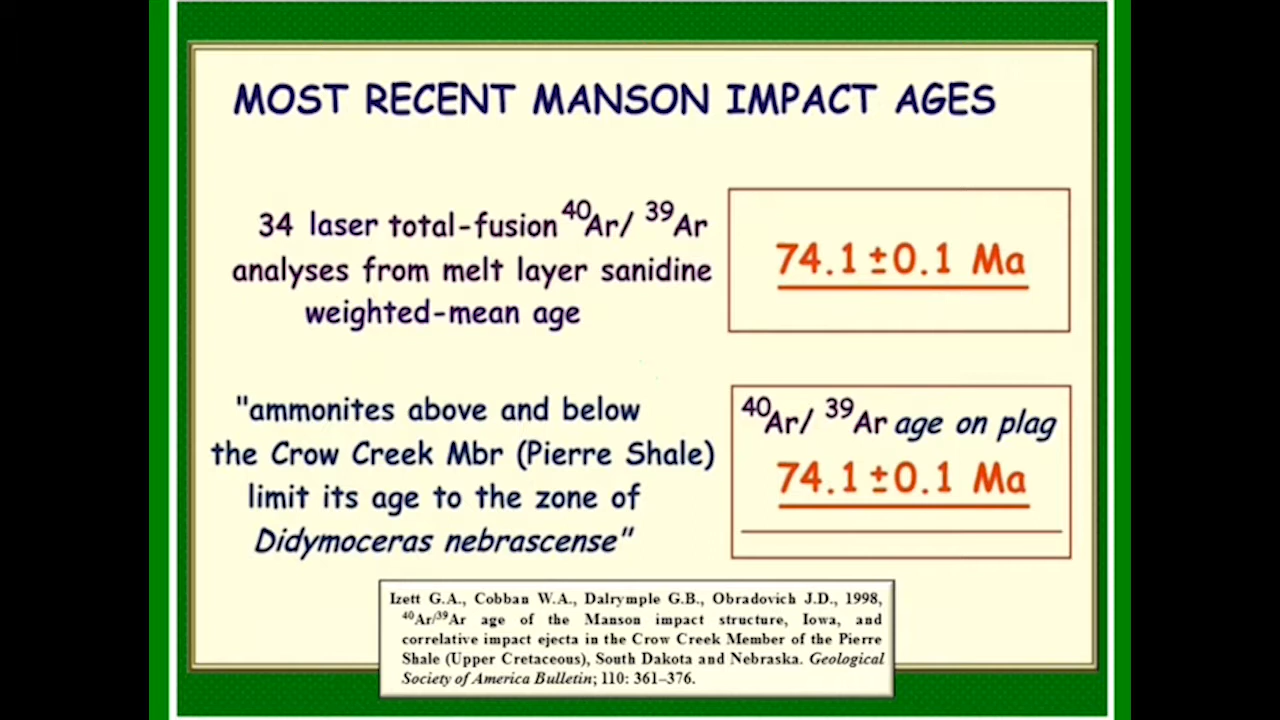 MOST RECENT MANSON IMPACT AGES
34 laser total-fusion ⁴⁰Ar/ ³⁹Ar
analyses from melt layer sanidine
weighted-mean age
74.1 ±0.1 Ma
"ammonites above and below
the Crow Creek Mbr (Pierre Shale)
limit its age to the zone of
Didymoceras nebrascense"
⁴⁰Ar/ ³⁹Ar age on plag
74.1 ±0.1 Ma
Izett G.A., Cobban W.A., Dalrymple G.B., Obradovich J.D., 1998,
⁴⁰Ar/³⁹Ar age of the Manson impact structure, Iowa, and
correlative impact ejecta in the Crow Creek Member of the Pierre
Shale (Upper Cretaceous), South Dakota and Nebraska. Geological
Society of America Bulletin; 110: 361–376.